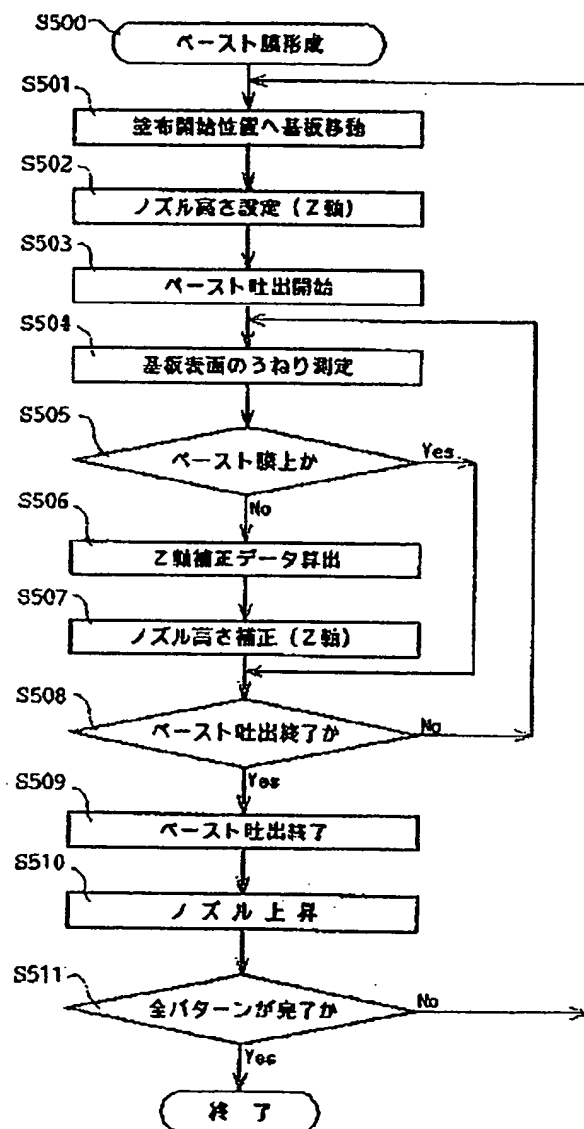 S500
ペースト膜形成
S501
塗布開始位置へ基板移動
S502
ノズル高さ設定(Z軸)
S503
ペースト吐出開始
S504
基板表面のうねり測定
S505
ペースト膜上か
Yes
No
S506
Z軸補正データ算出
S507
ノズル高さ補正(Z軸)
S508
ペースト吐出終了か
No
Yes
S509
ペースト吐出終了
S510
ノズル上昇
S511
全パターンが完了か
No
Yes
終了